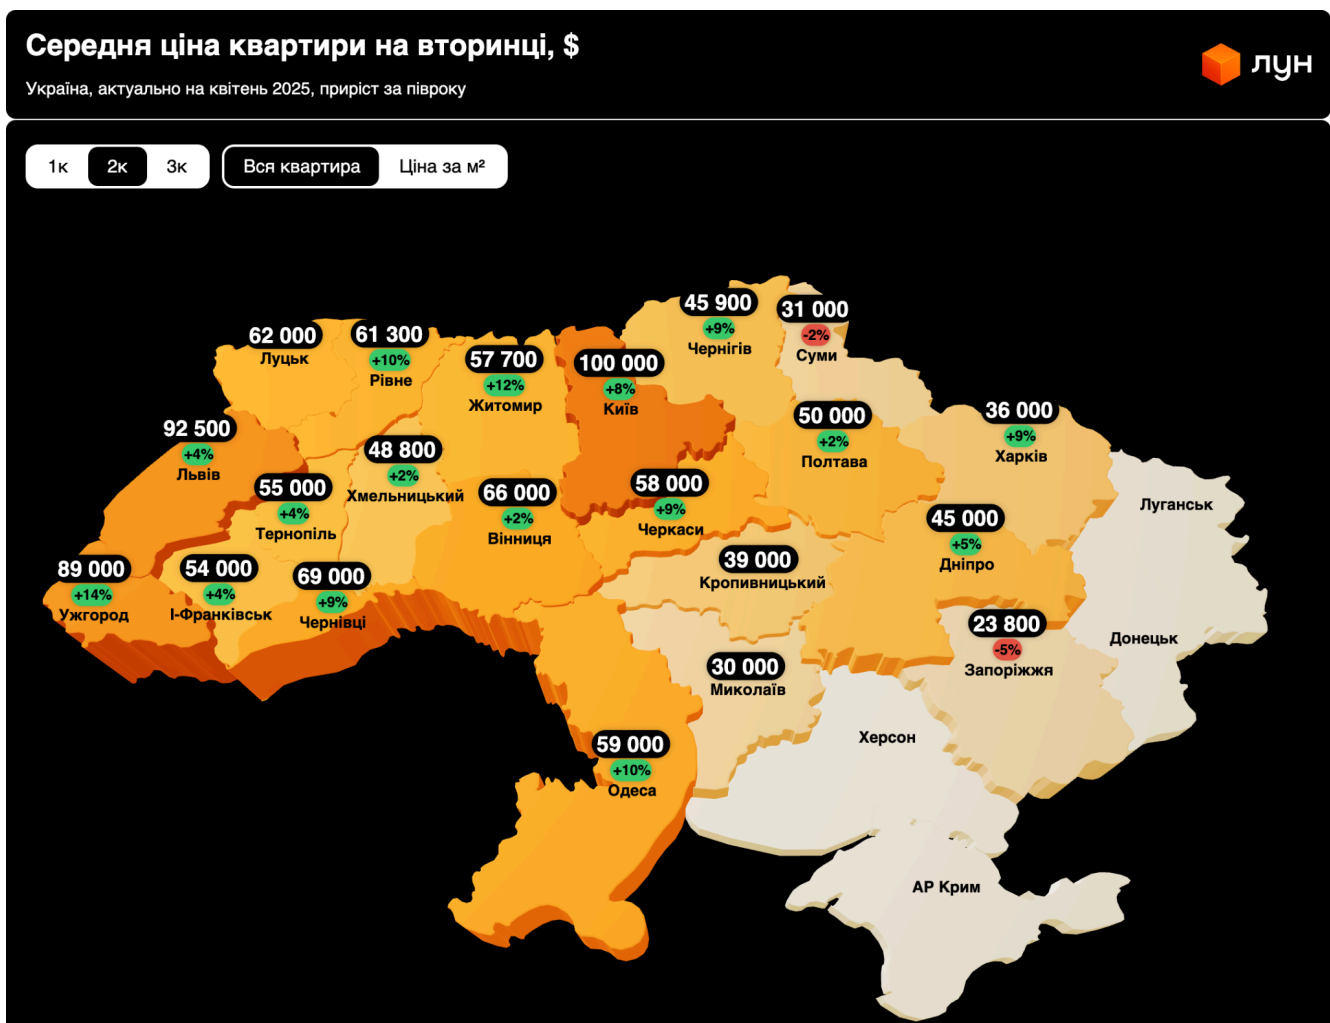 Середня ціна квартири на вторинці, $
Україна, актуально на квітень 2025, приріст за півроку
лун
1к 2к 3к Вся квартира Ціна за м²
45 900
+9%
Чернігів
31 000
-2%
Суми
62 000
Луцьк
61 300
+10%
Рівне
57 700
+12%
Житомир
100 000
+8%
Київ
92 500
+4%
Львів
48 800
+2%
Хмельницький
50 000
+2%
Полтава
36 000
+9%
Харків
55 000
+4%
Тернопіль
66 000
+2%
Вінниця
58 000
+9%
Черкаси
45 000
+5%
Дніпро
Луганськ
89 000
+14%
Ужгород
54 000
+4%
І-Франківськ
69 000
+9%
Чернівці
39 000
Кропивницький
23 800
-5%
Запоріжжя
Донецьк
30 000
Миколаїв
59 000
+10%
Одеса
Херсон
АР Крим